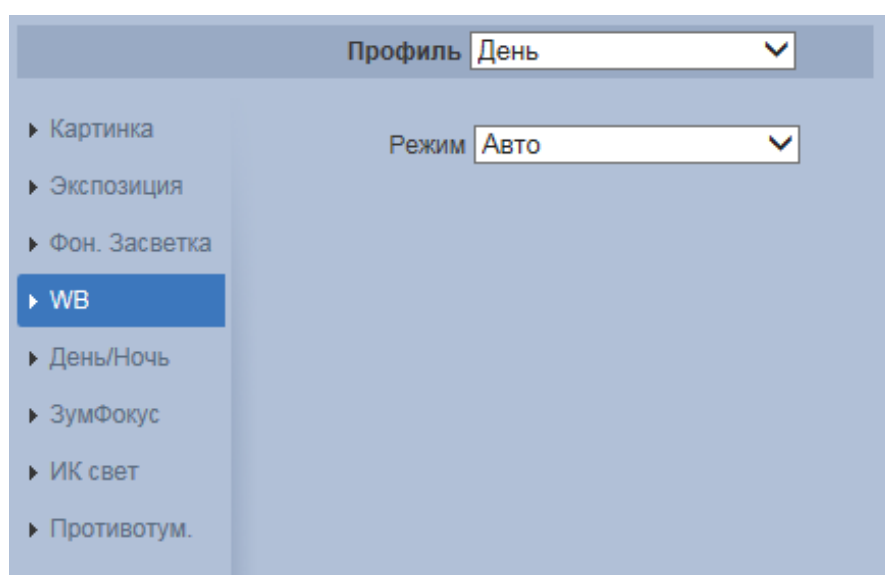 Профиль День
Картинка
Режим Авто
Экспозиция
Фон. Засветка
WB
День/Ночь
ЗумФокус
ИК свет
Противотум.